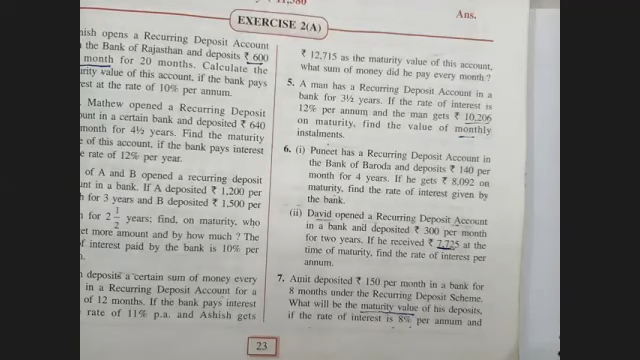 11,380
Ans.
EXERCISE 2(A)
opens a Recurring Deposit Account
the Bank of Rajasthan and deposits ₹ 600
month for 20 months. Calculate the
value of this account, if the bank pays
at the rate of 10% per annum.
Mathew opened a Recurring Deposit
in a certain bank and deposited ₹ 640
month for 4½ years. Find the maturity
of this account, if the bank pays interest
rate of 12% per year.
of A and B opened a recurring deposit
in a bank. If A deposited ₹ 1,200 per
for 3 years and B deposited ₹ 1,500 per
for 2 1/2 years; find, on maturity, who
more amount and by how much ? The
interest paid by the bank is 10% per
deposits a certain sum of money every
in a Recurring Deposit Account for a
of 12 months. If the bank pays interest
rate of 11% p.a. and Ashish gets
₹ 12,715 as the maturity value of this account,
what sum of money did he pay every month ?
5. A man has a Recurring Deposit Account in a
bank for 3½ years. If the rate of interest is
12% per annum and the man gets ₹ 10,206
on maturity, find the value of monthly
instalments.
6. (i) Puneet has a Recurring Deposit Account in
the Bank of Baroda and deposits ₹ 140 per
month for 4 years. If he gets ₹ 8,092 on
maturity, find the rate of interest given by
the bank.
(ii) David opened a Recurring Deposit Account
in a bank and deposited ₹ 300 per month
for two years. If he received ₹ 7,725 at the
time of maturity, find the rate of interest per
annum.
7. Amit deposited ₹ 150 per month in a bank for
8 months under the Recurring Deposit Scheme.
What will be the maturity value of his deposits,
if the rate of interest is 8% per annum and
23